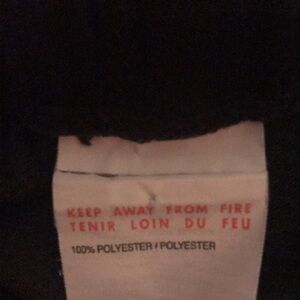 KEEP AWAY FROM FIRE
TENIR LOIN DU FEU
100% POLYESTER / POLYESTER